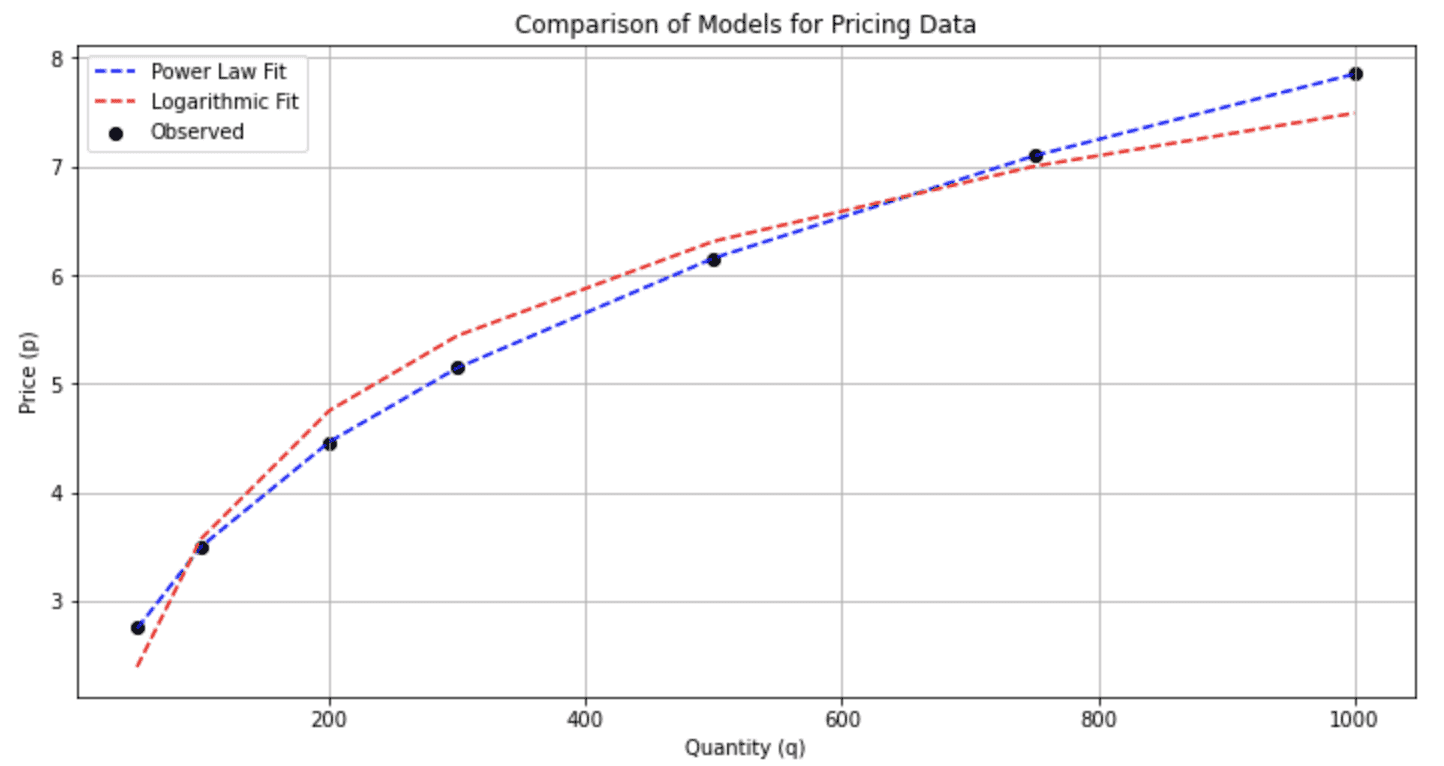 Comparison of Models for Pricing Data
Power Law Fit
Logarithmic Fit
Observed
Price (p)
8
7
6
5
4
3
200 400 600 800 1000
Quantity (q)